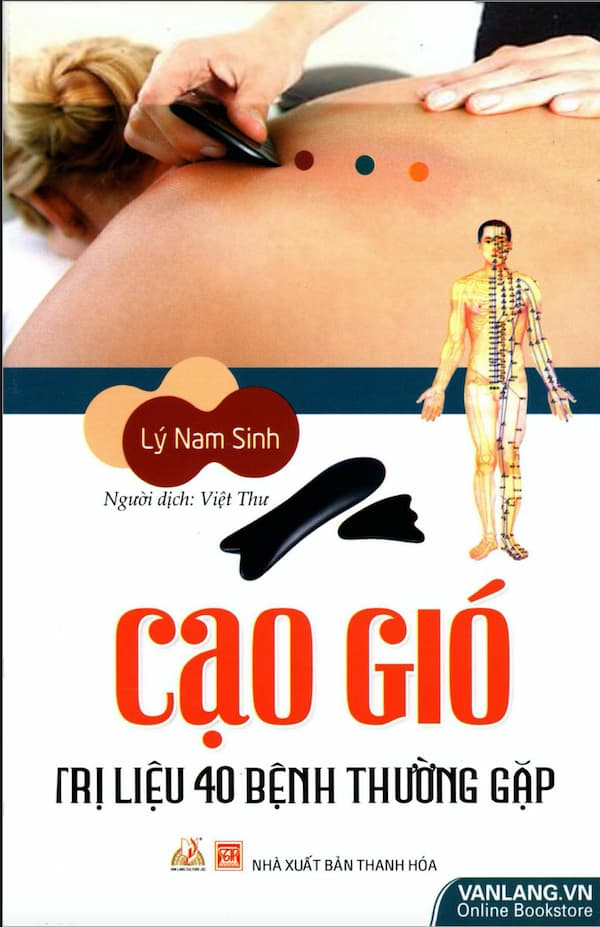 Lý Nam Sinh
Người dịch: Việt Thư
CẠO GIÓ
TRỊ LIỆU 40 BỆNH THƯỜNG GẶP
NHÀ XUẤT BẢN THANH HÓA
VANLANG.VN
Online Bookstore